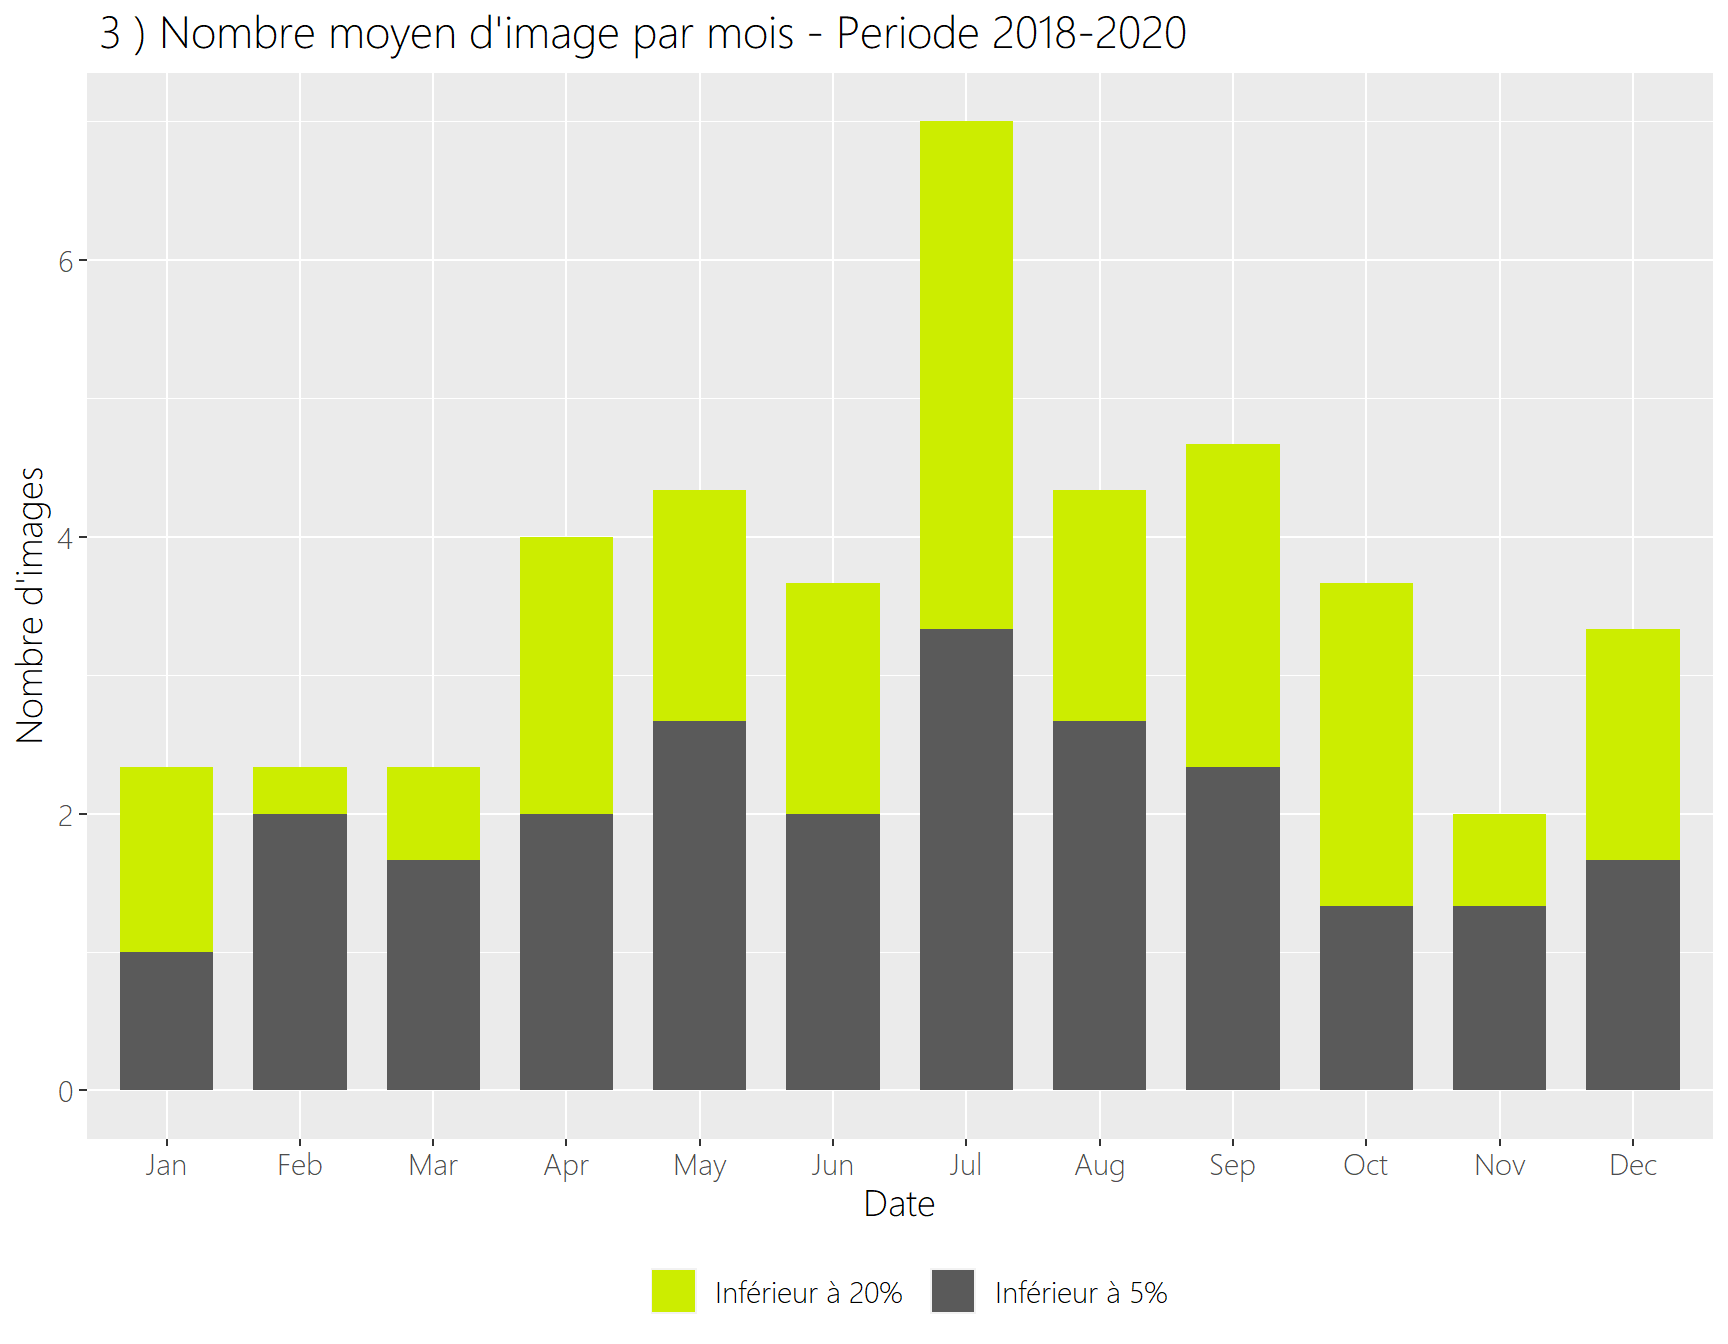 3 ) Nombre moyen d'image par mois - Periode 2018-2020
Nombre d'images
6
4
2
0
Jan Feb Mar Apr May Jun Jul Aug Sep Oct Nov Dec
Date
Inférieur à 20% Inférieur à 5%